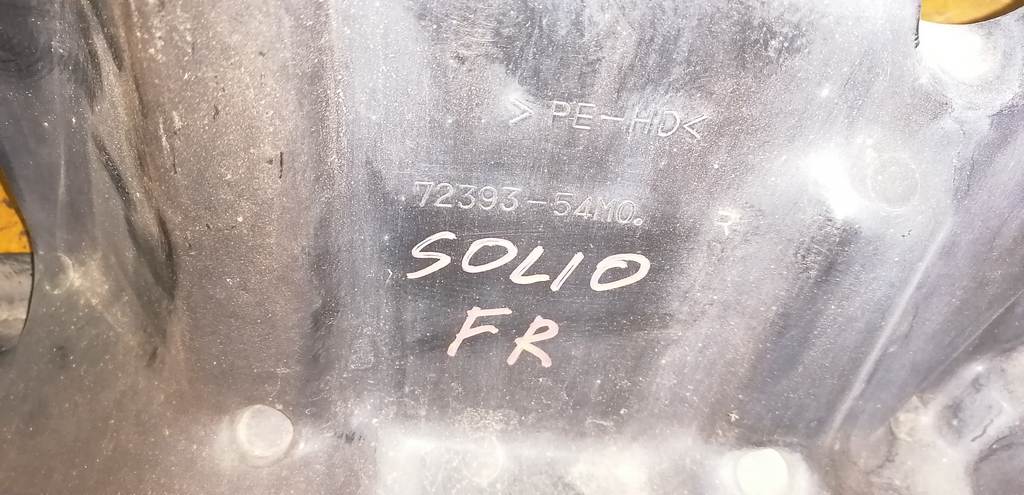 >PE-HD<
72393-54M0. R
SOLIO
FR